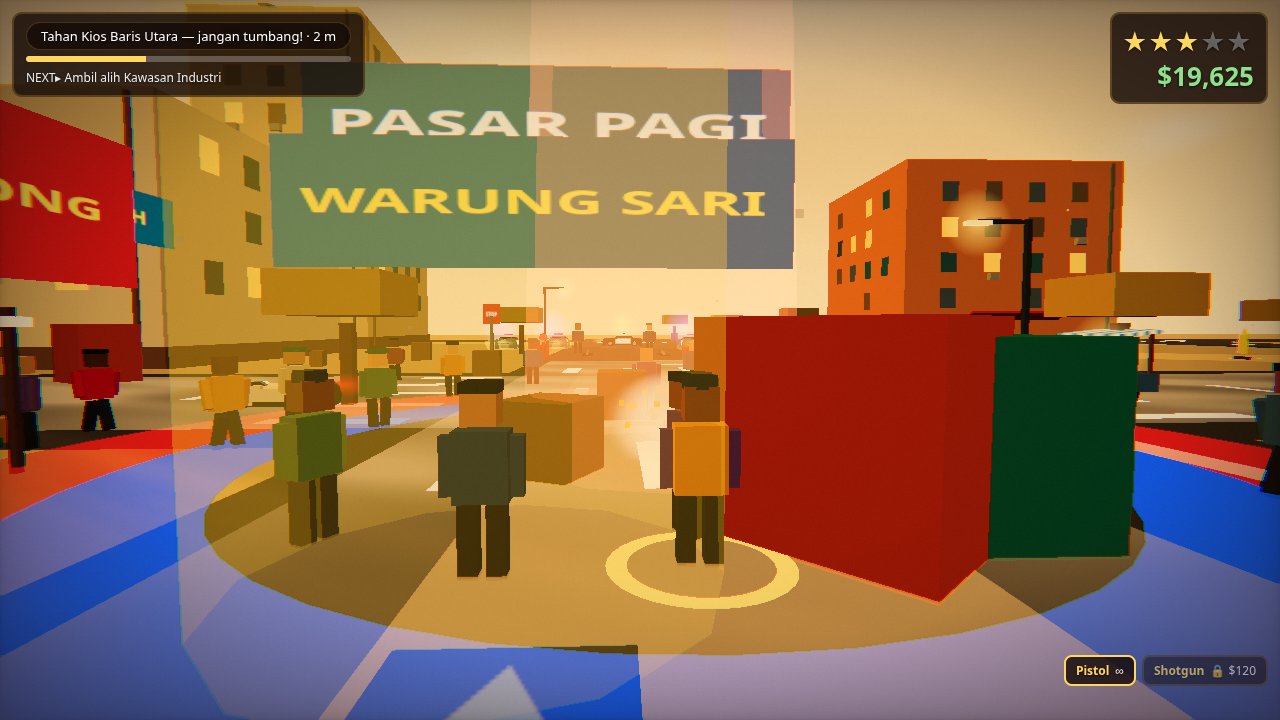 Tahan Kios Baris Utara — jangan tumbang! · 2 m
NEXT▸ Ambil alih Kawasan Industri
$19,625
PASAR PAGI
WARUNG SARI
ONG
H
Pistol ∞
Shotgun 🔒 $120